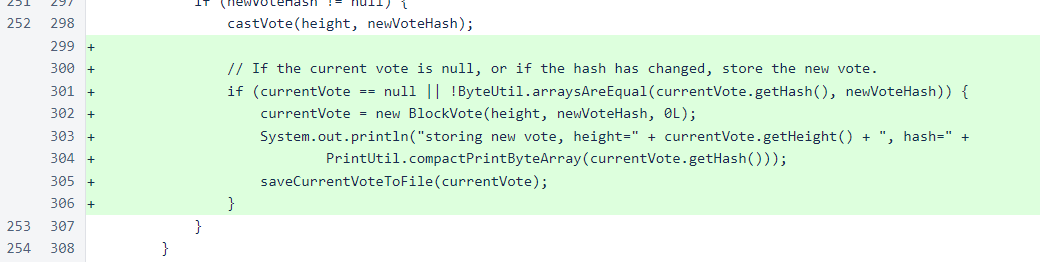 251 297 if (newVoteHash != null) {
252 298 castVote(height, newVoteHash);
299 +
300 + // If the current vote is null, or if the hash has changed, store the new vote.
301 + if (currentVote == null || !ByteUtil.arraysAreEqual(currentVote.getHash(), newVoteHash)) {
302 + currentVote = new BlockVote(height, newVoteHash, 0L);
303 + System.out.println("storing new vote, height=" + currentVote.getHeight() + ", hash=" +
304 + PrintUtil.compactPrintByteArray(currentVote.getHash()));
305 + saveCurrentVoteToFile(currentVote);
306 + }
253 307 }
254 308 }